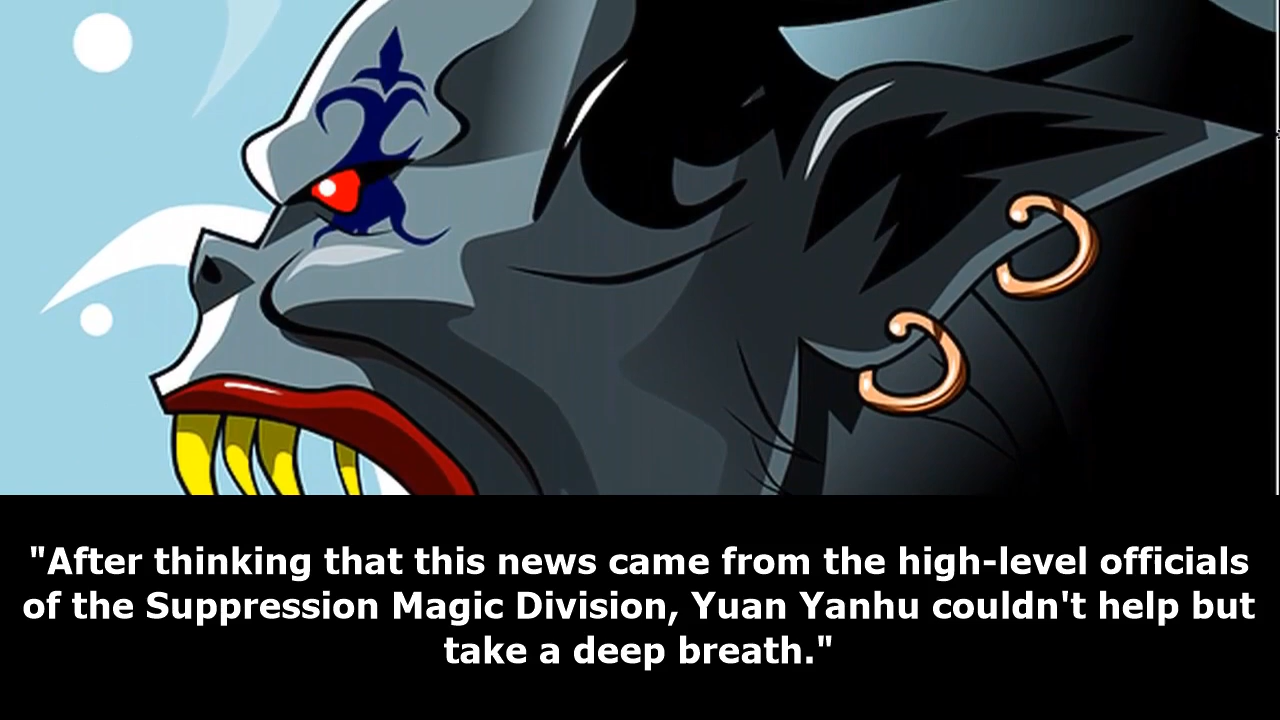 "After thinking that this news came from the high-level officials
of the Suppression Magic Division, Yuan Yanhu couldn't help but
take a deep breath."